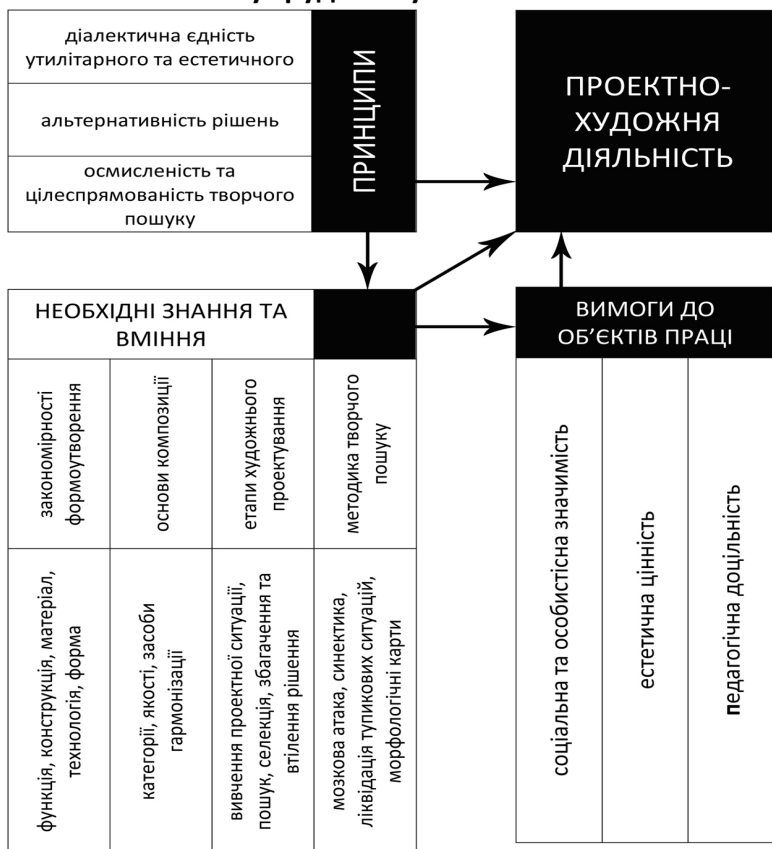 діалектична єдність
утилітарного та естетичного
альтернативність рішень
осмисленість та
цілеспрямованість творчого
пошуку
ПРИНЦИПИ
ПРОЕКТНО-
ХУДОЖНЯ
ДІЯЛЬНІСТЬ
НЕОБХІДНІ ЗНАННЯ ТА
ВМІННЯ
ВИМОГИ ДО
ОБ’ЄКТІВ ПРАЦІ
закономірності
формоутворення
основи композиції
етапи художнього
проектування
методика творчого
пошуку
функція, конструкція, матеріал,
технологія, форма
категорії, якості, засоби
гармонізації
вивчення проектної ситуації,
пошук, селекція, збагачення та
втілення рішення
мозкова атака, синектика,
ліквідація тупикових ситуацій,
морфологічні карти
соціальна та особистісна значимість
естетична цінність
педагогічна доцільність